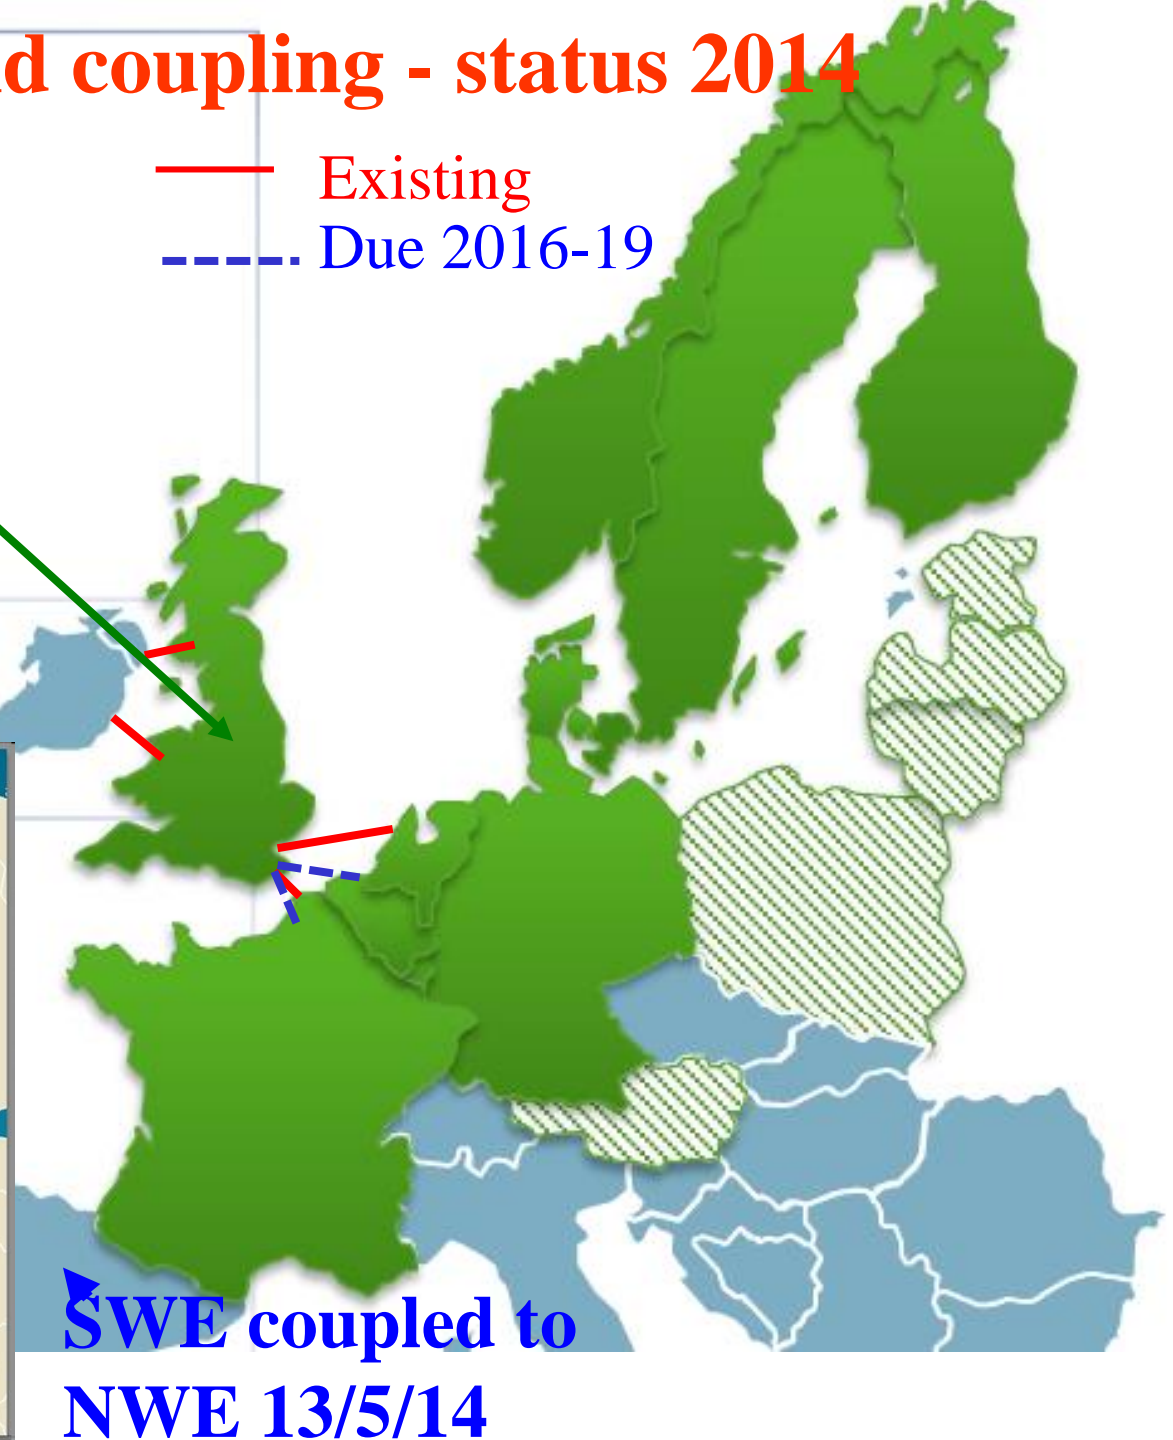 d coupling - status 2014
Existing
Due 2016-19
SWE coupled to
NWE 13/5/14